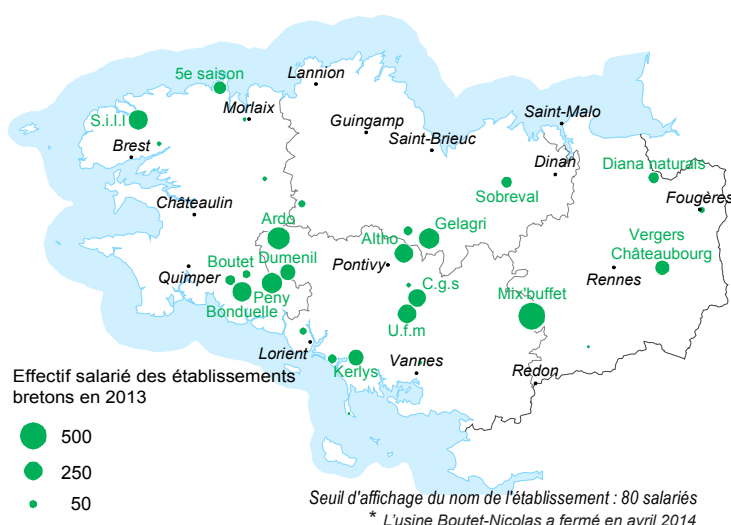 Lannion
5e saison
Morlaix
S.i.l.l
Guingamp
Saint-Malo
Brest
Saint-Brieuc
Dinan
Diana naturals
Sobreval
Fougères
Châteaulin
Ardo
Gelagri
Altho
Vergers
Châteaubourg
Boutet
Dumenil
Pontivy
Rennes
Quimper
Peny
C.g.s
Mix'buffet
Bonduelle
U.f.m
Lorient
Kerlys
Vannes
Redon
Effectif salarié des établissements
bretons en 2013
500
250
50
Seuil d'affichage du nom de l'établissement : 80 salariés
* L'usine Boutet-Nicolas a fermé en avril 2014